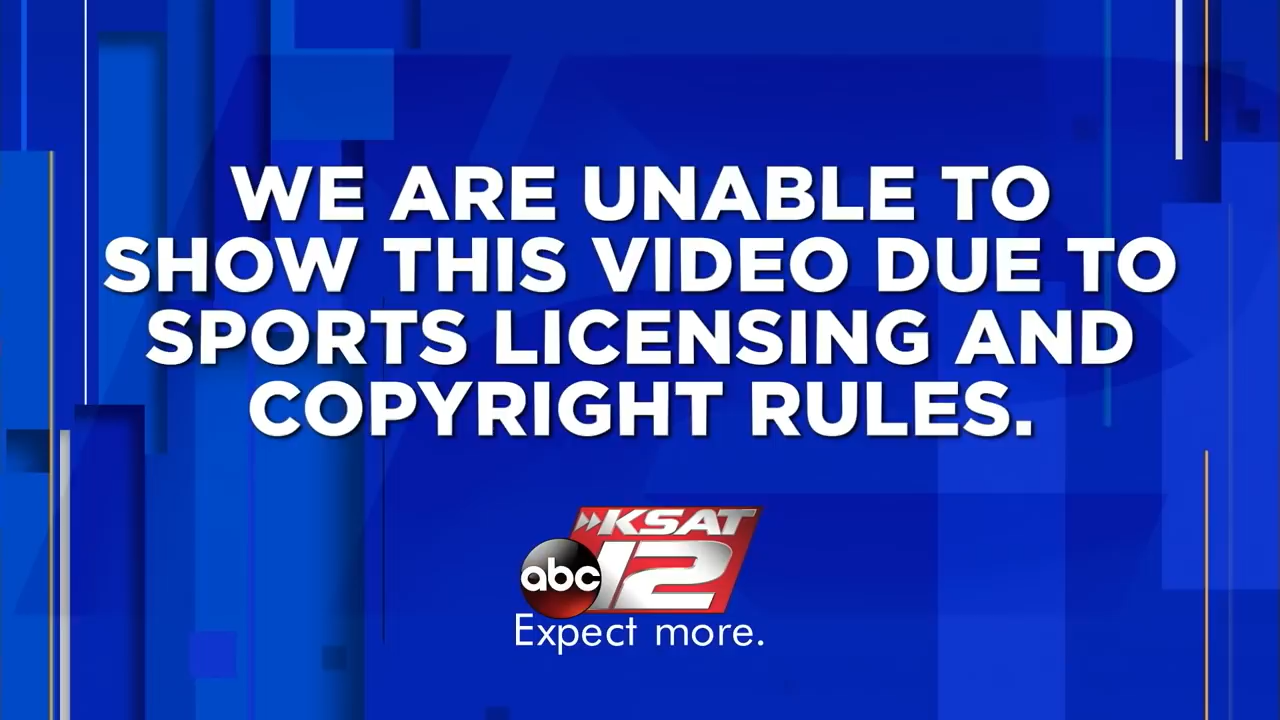 WE ARE UNABLE TO
SHOW THIS VIDEO DUE TO
SPORTS LICENSING AND
COPYRIGHT RULES.
KSAT
abc 12
Expect more.